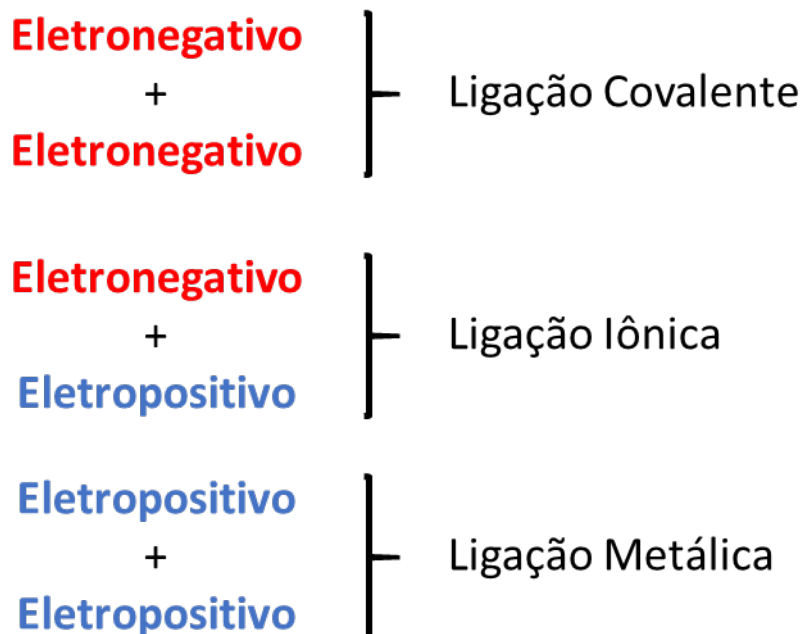 Eletronegativo
+
Eletronegativo
Ligação Covalente
Eletronegativo
+
Eletropositivo
Ligação Iônica
Eletropositivo
+
Eletropositivo
Ligação Metálica